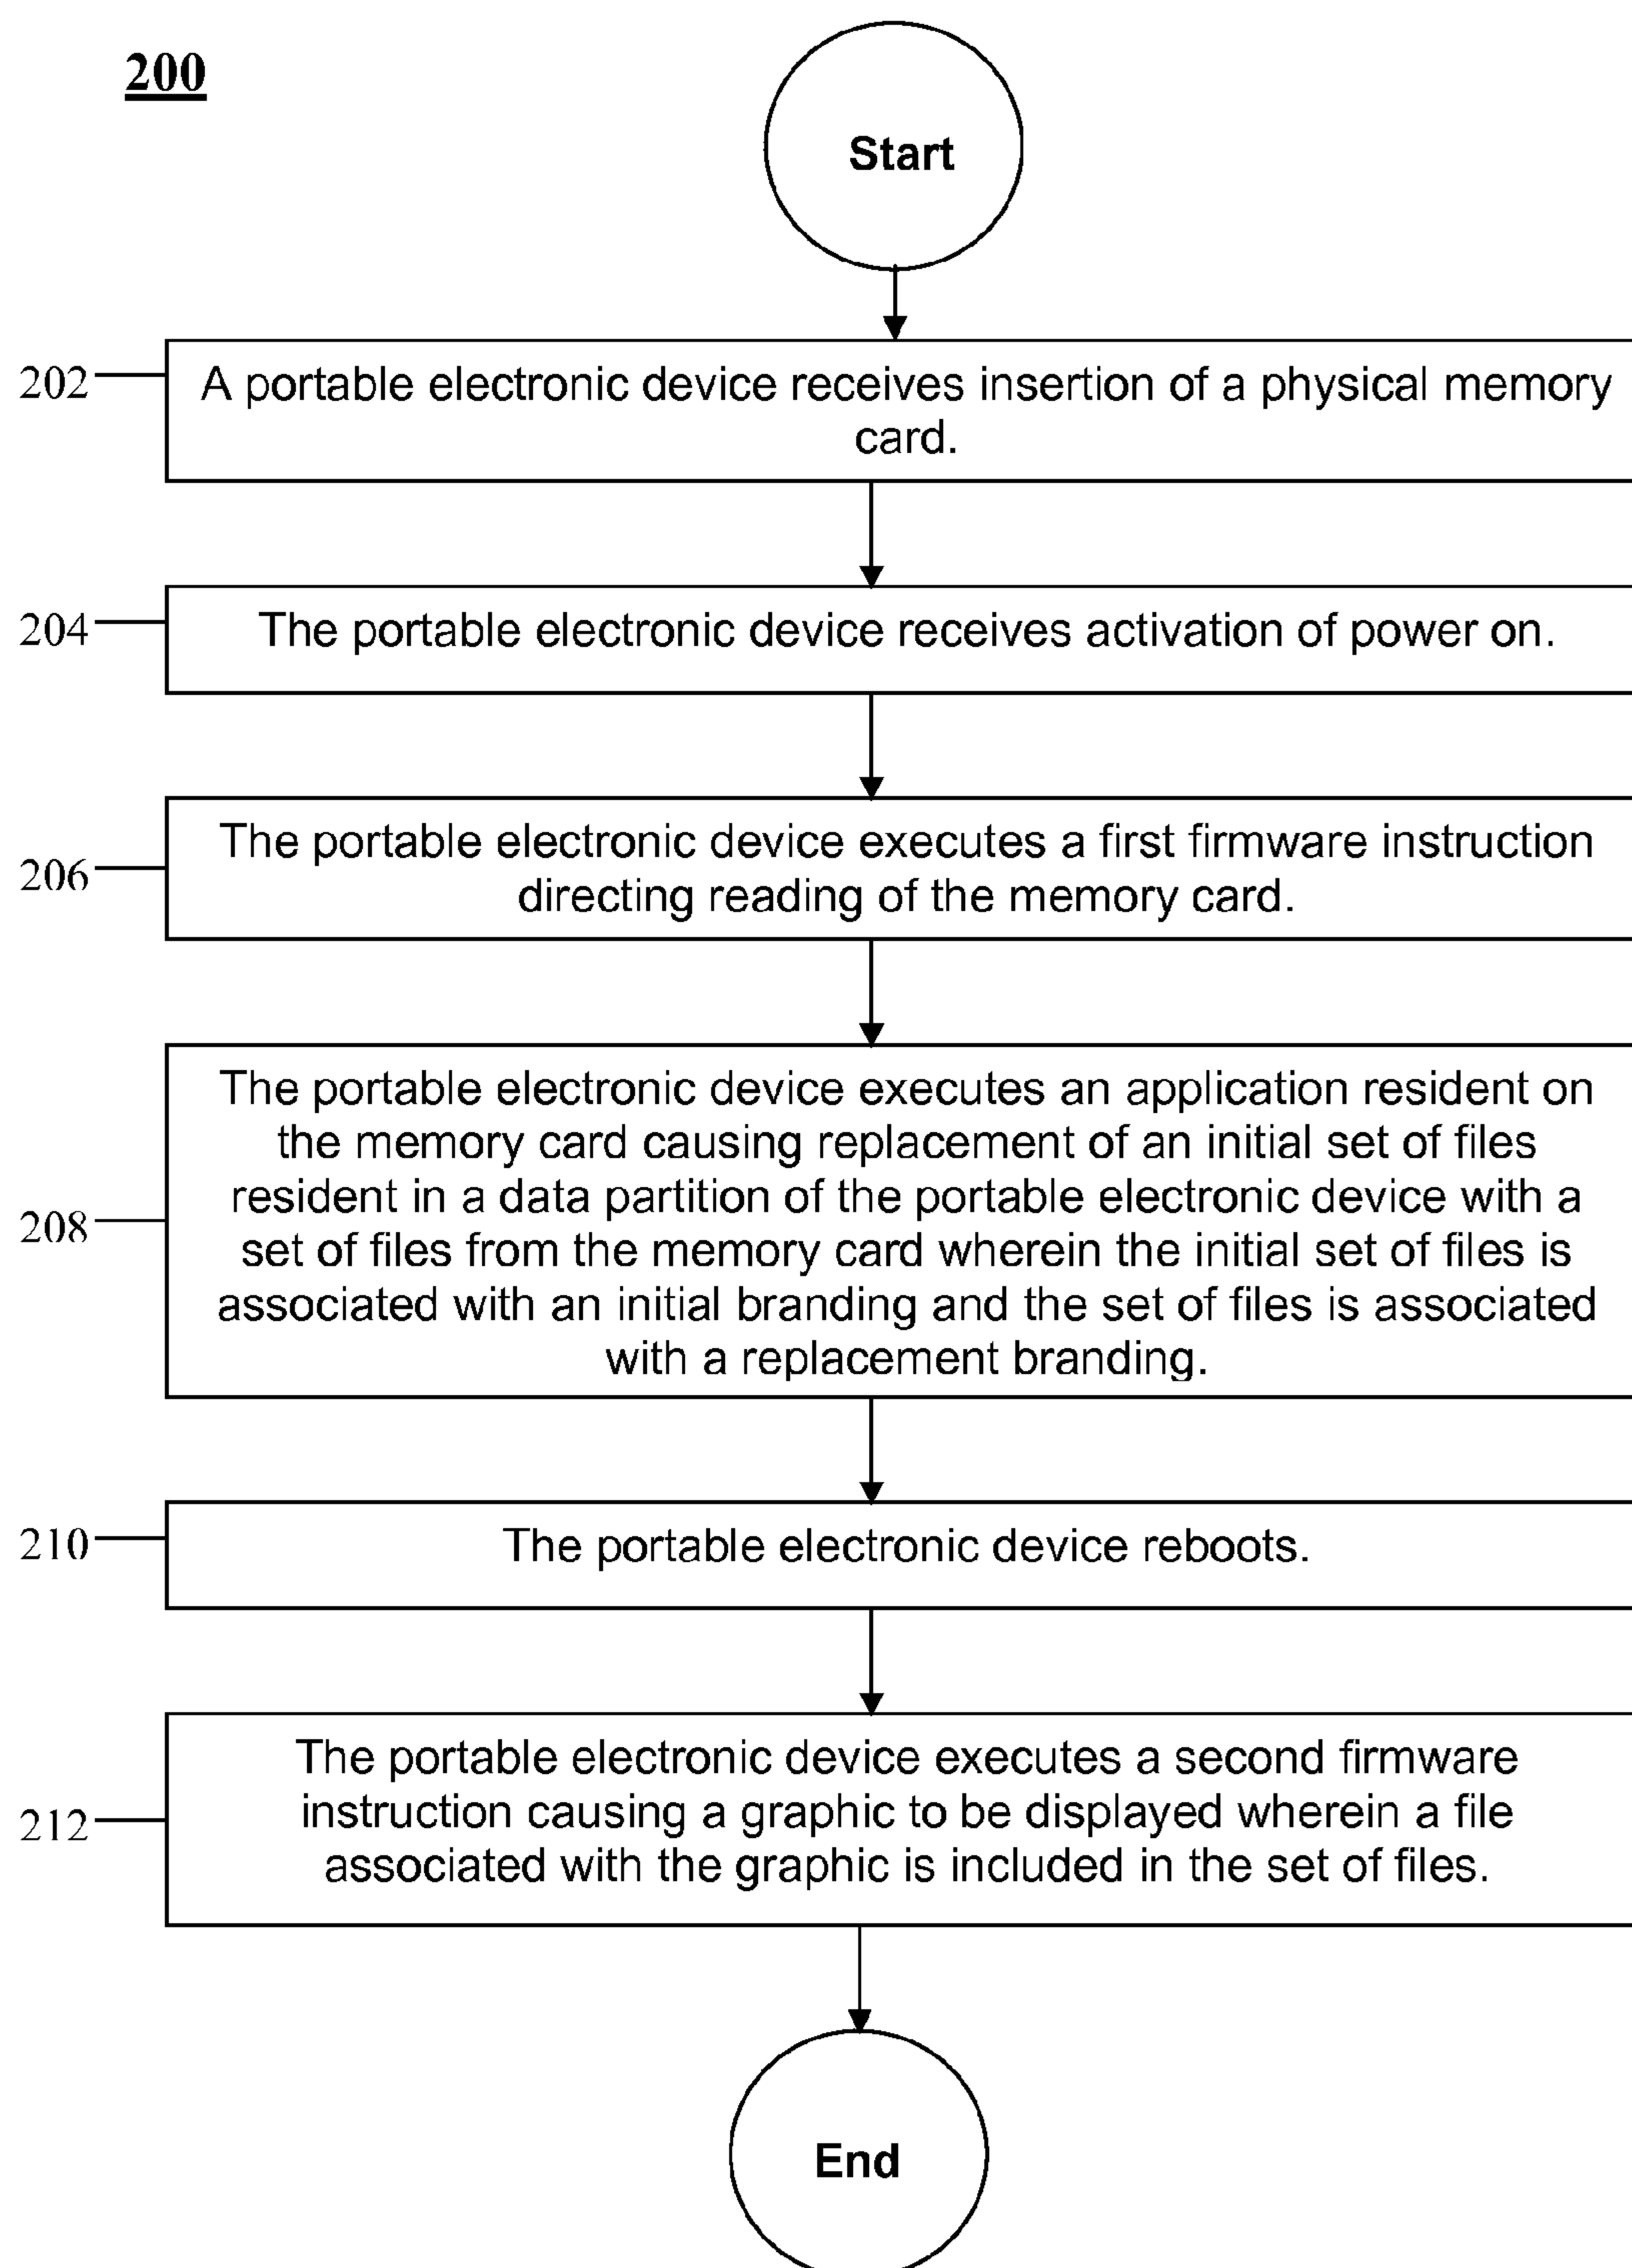 200
Start
202
A portable electronic device receives insertion of a physical memory
card.
204
The portable electronic device receives activation of power on.
206
The portable electronic device executes a first firmware instruction
directing reading of the memory card.
208
The portable electronic device executes an application resident on
the memory card causing replacement of an initial set of files
resident in a data partition of the portable electronic device with a
set of files from the memory card wherein the initial set of files is
associated with an initial branding and the set of files is associated
with a replacement branding.
210
The portable electronic device reboots.
212
The portable electronic device executes a second firmware
instruction causing a graphic to be displayed wherein a file
associated with the graphic is included in the set of files.
End